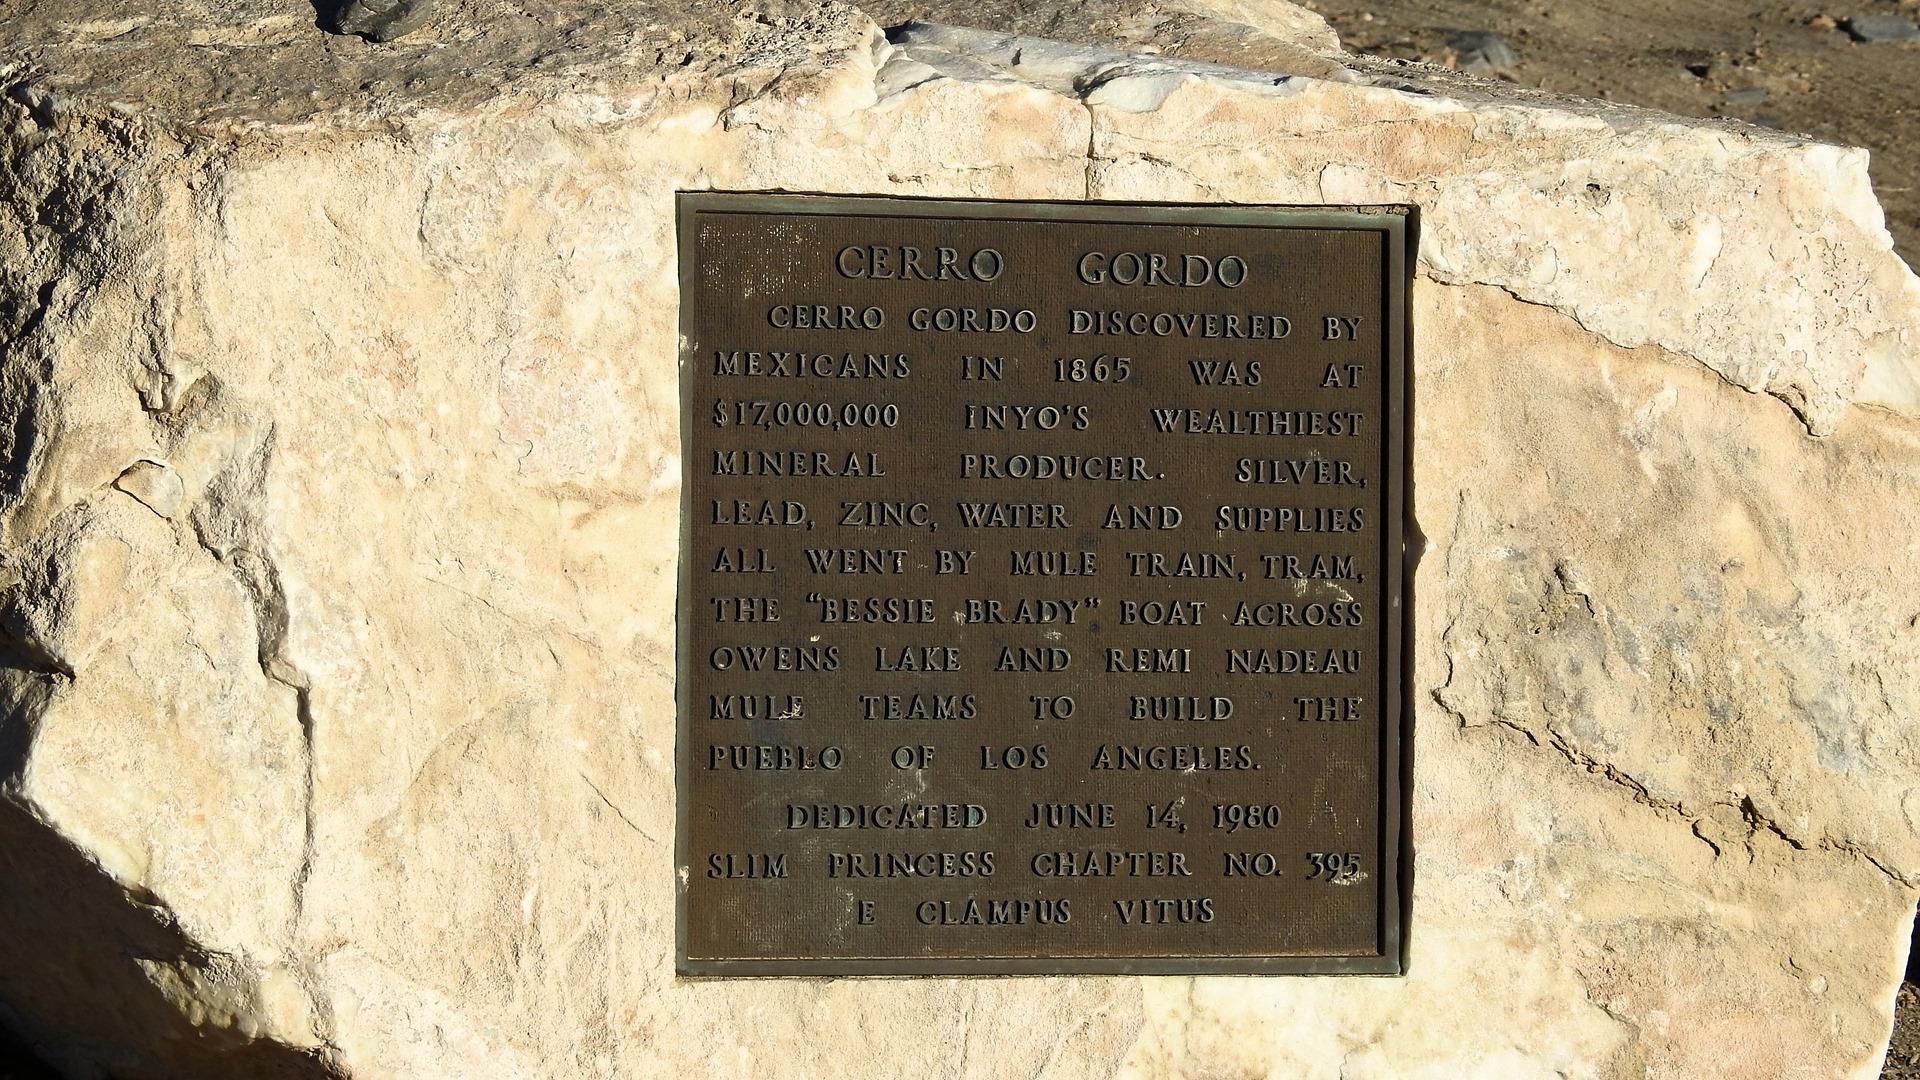 CERRO GORDO
CERRO GORDO DISCOVERED BY
MEXICANS IN 1865 WAS AT
$17,000,000 INYO'S WEALTHIEST
MINERAL PRODUCER. SILVER,
LEAD, ZINC, WATER AND SUPPLIES
ALL WENT BY MULE TRAIN, TRAM,
THE "BESSIE BRADY" BOAT ACROSS
OWENS LAKE AND REMI NADEAU
MULE TEAMS TO BUILD THE
PUEBLO OF LOS ANGELES.
DEDICATED JUNE 14, 1980
SLIM PRINCESS CHAPTER NO. 395
E CLAMPUS VITUS